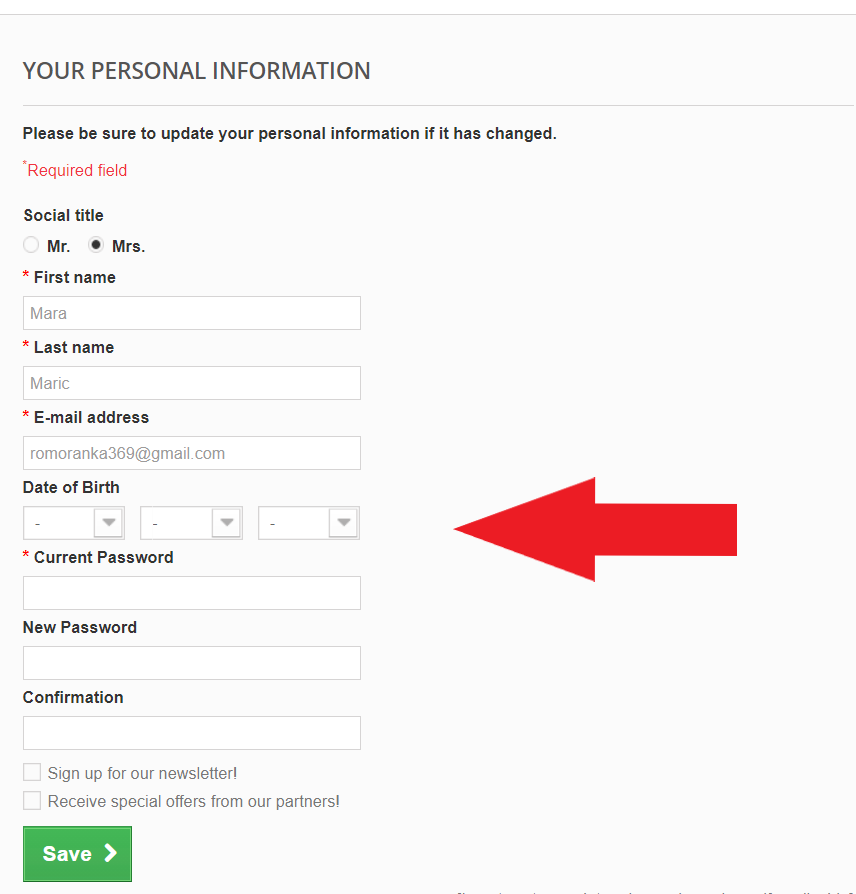 YOUR PERSONAL INFORMATION
Please be sure to update your personal information if it has changed.
*Required field
Social title
Mr. Mrs.
* First name
Mara
* Last name
Maric
* E-mail address
romoranka369@gmail.com
Date of Birth
- - -
* Current Password
New Password
Confirmation
Sign up for our newsletter!
Receive special offers from our partners!
Save